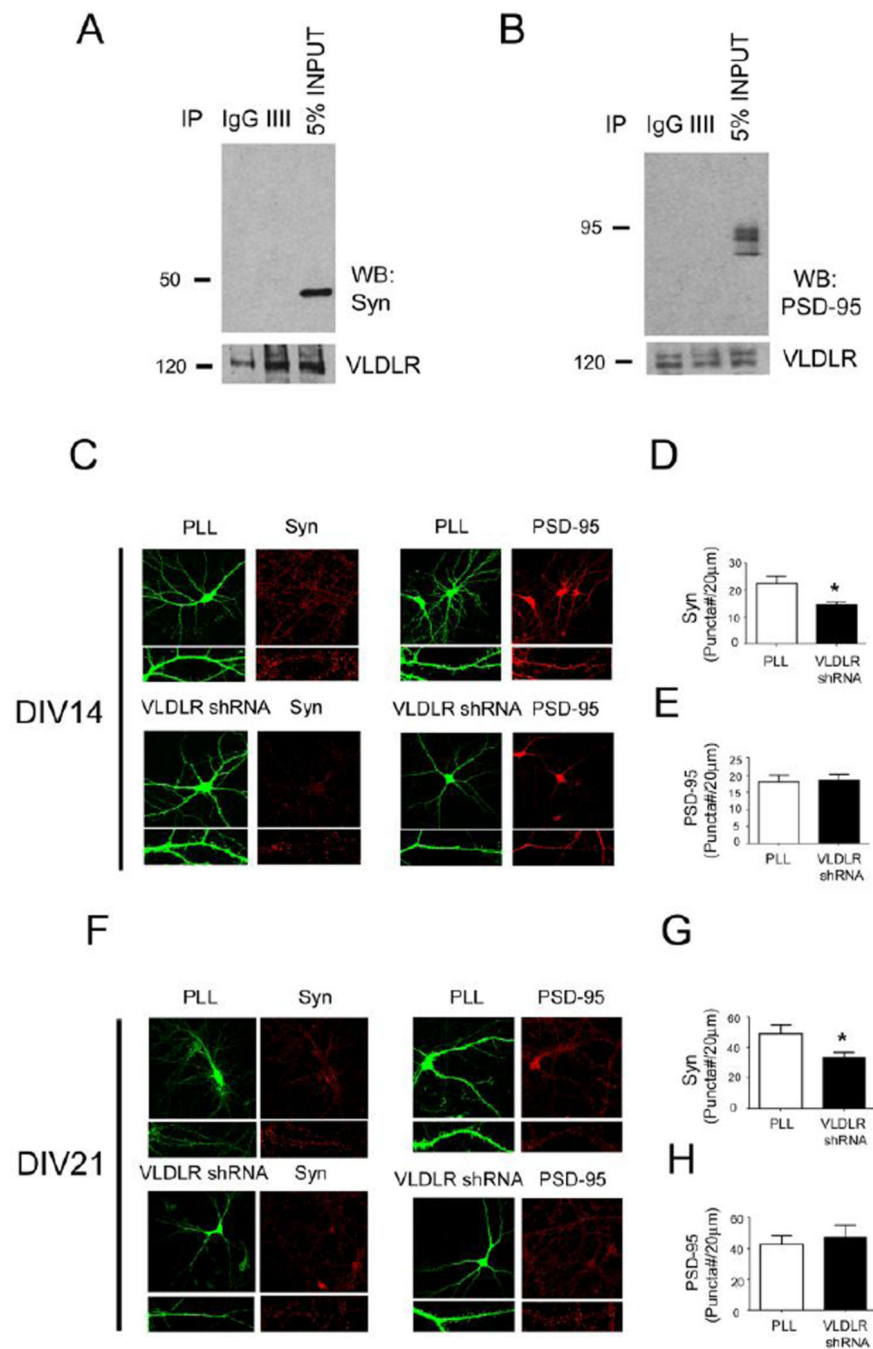 A
B
IP IgG IIII 5% INPUT
IP IgG IIII 5% INPUT
50
WB:
Syn
120
VLDLR
95
WB:
PSD-95
120
VLDLR
C
D
DIV14
PLL Syn PLL PSD-95
VLDLR shRNA Syn VLDLR shRNA PSD-95
Syn
(Puncta#/20μm)
30
20
10
0
*
PLL VLDLR
shRNA
E
PSD-95
(Puncta#/20μm)
25
20
15
10
5
0
PLL VLDLR
shRNA
F
G
DIV21
PLL Syn PLL PSD-95
VLDLR shRNA Syn VLDLR shRNA PSD-95
Syn
(Puncta#/20μm)
60
40
20
0
*
PLL VLDLR
shRNA
H
PSD-95
(Puncta#/20μm)
60
40
20
0
PLL VLDLR
shRNA